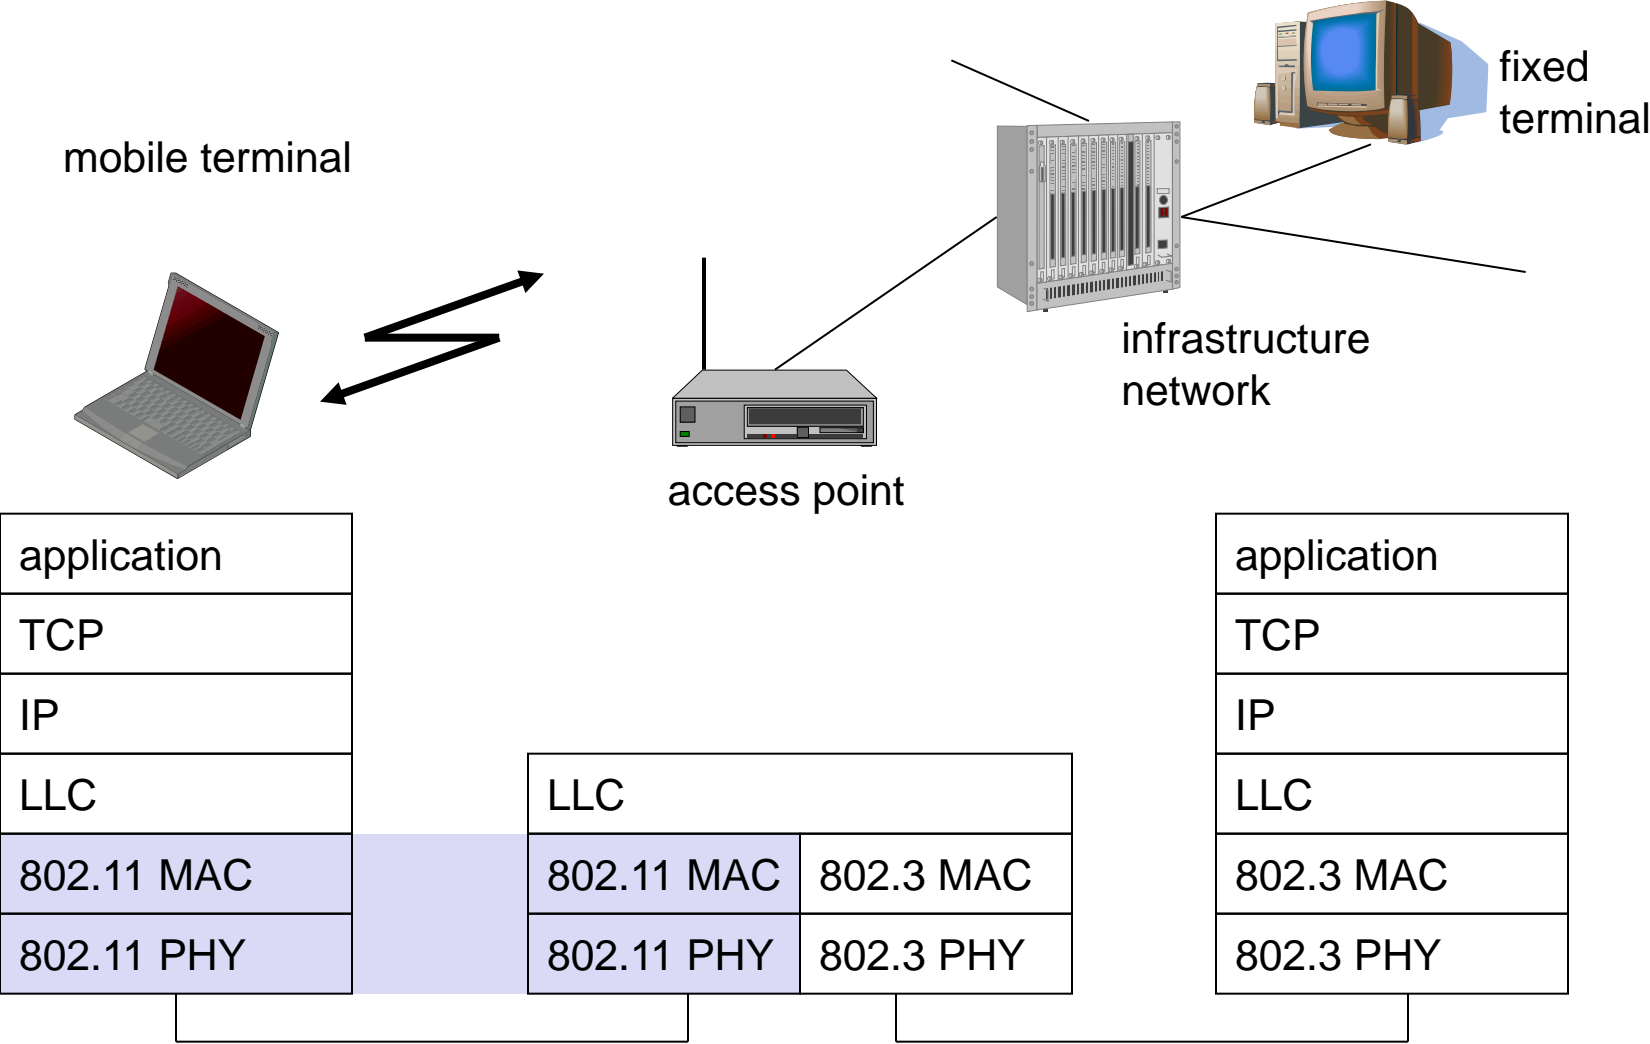 fixed
terminal
mobile terminal
infrastructure
network
access point
application
TCP
IP
LLC
802.11 MAC
802.11 PHY
LLC
802.11 MAC
802.3 MAC
802.11 PHY
802.3 PHY
application
TCP
IP
LLC
802.3 MAC
802.3 PHY